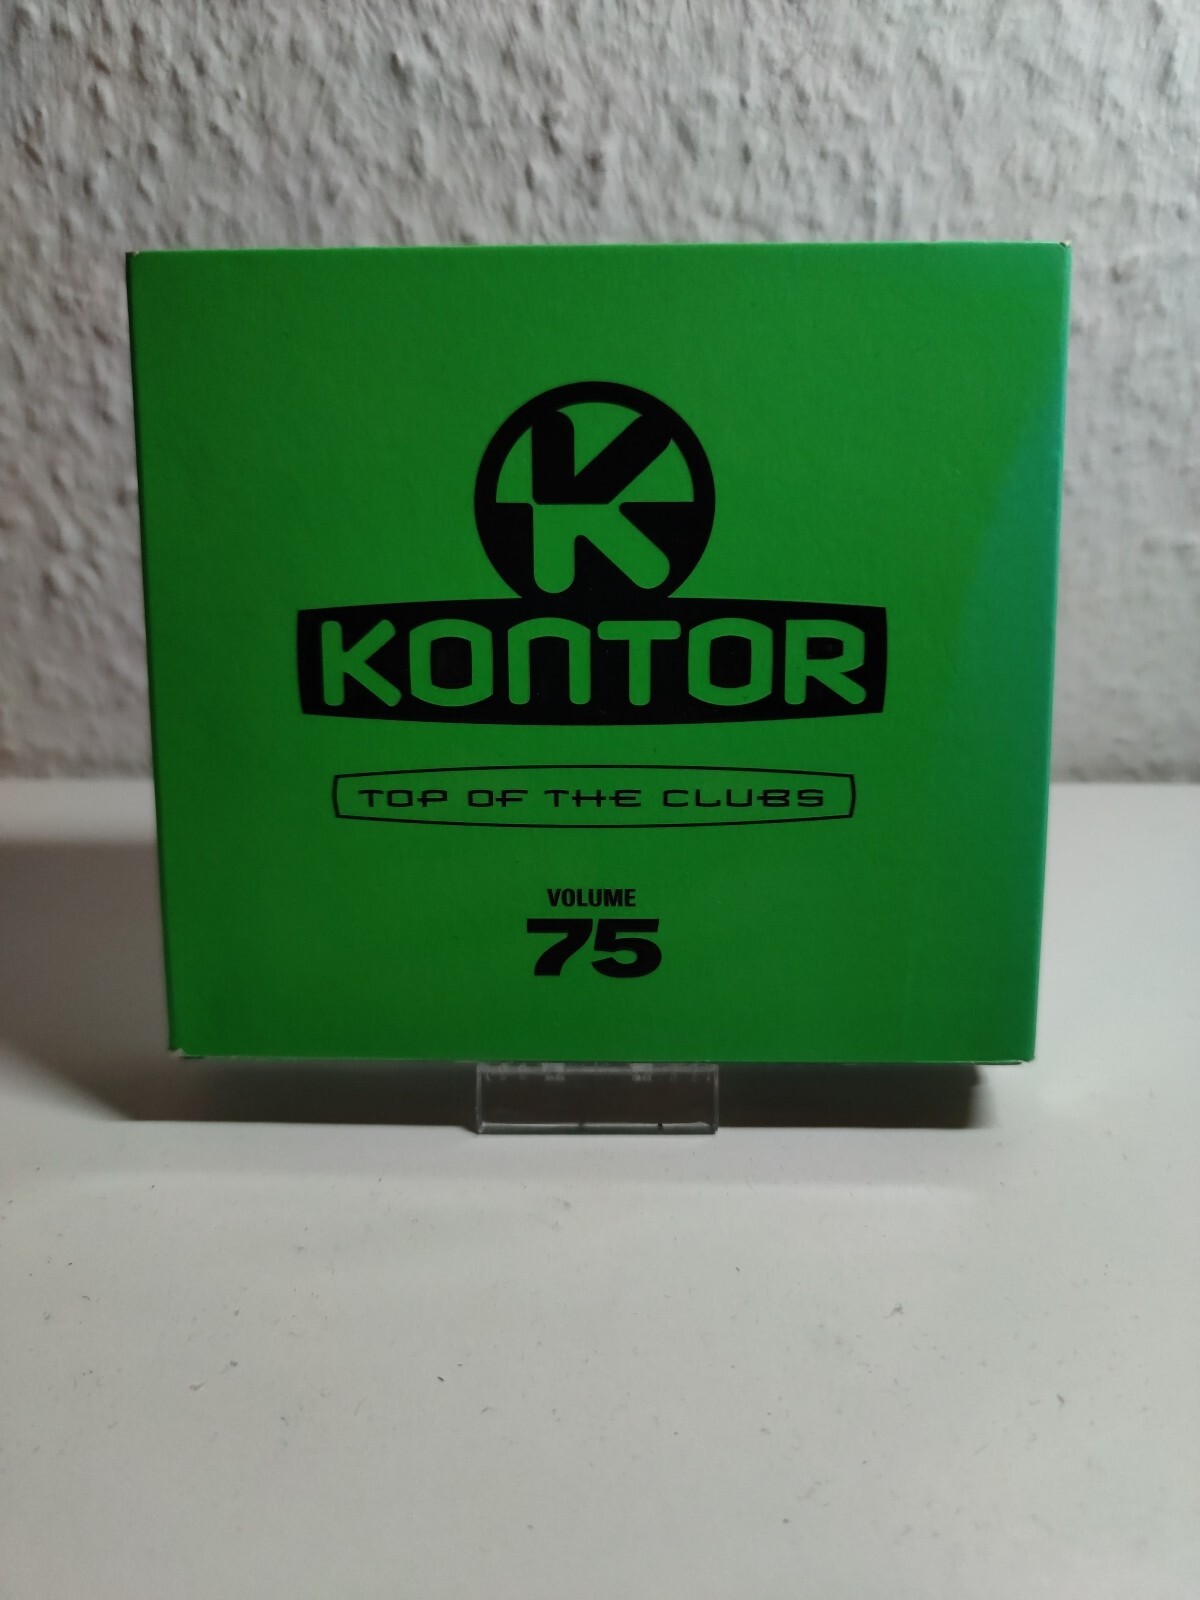 K
KONTOR
TOP OF THE CLUBS
VOLUME
75